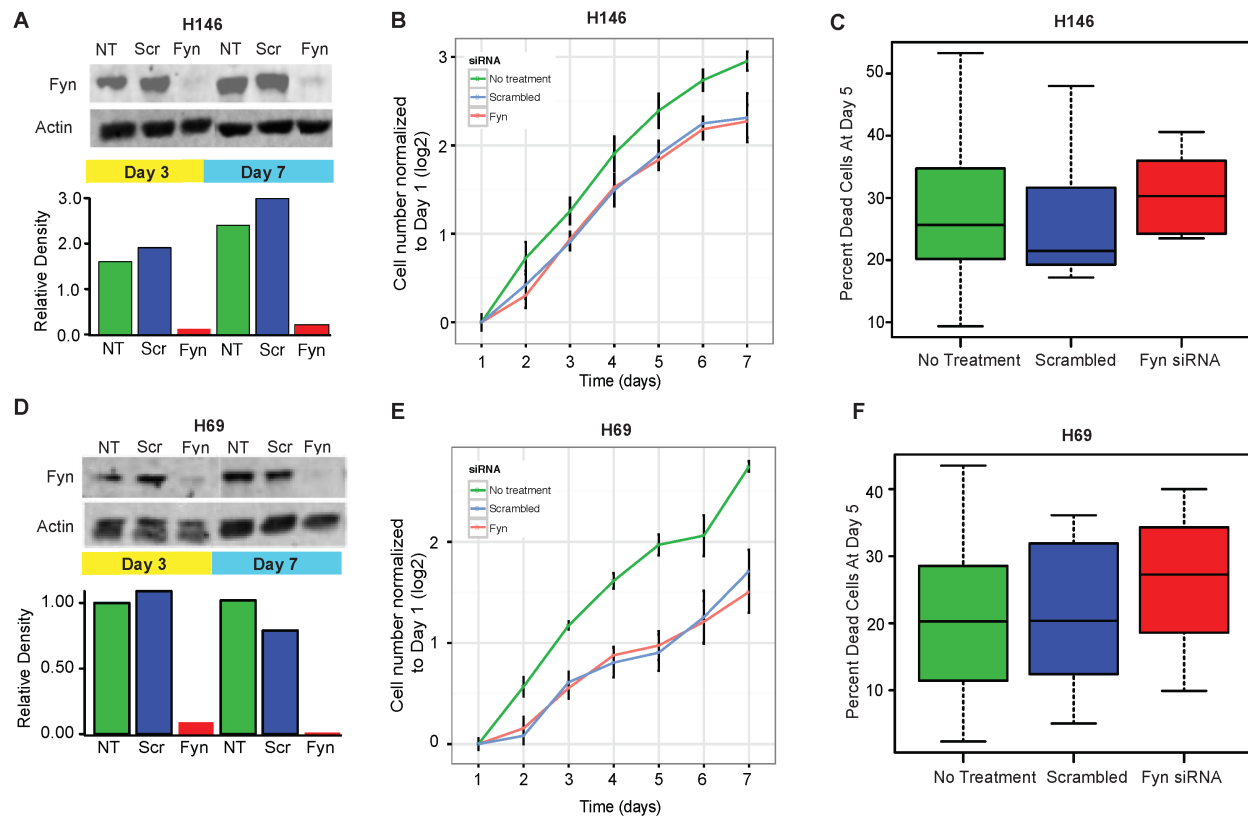 A
H146
NT Scr Fyn NT Scr Fyn
Fyn
Actin
Day 3 Day 7
Relative Density
3.0
2.0
1.0
0.0
NT Scr Fyn NT Scr Fyn
B
H146
Cell number normalized
to Day 1 (log2)
3
2
1
0
siRNA
No treatment
Scrambled
Fyn
1 2 3 4 5 6 7
Time (days)
C
H146
Percent Dead Cells At Day 5
50
40
30
20
10
No Treatment Scrambled Fyn siRNA
D
H69
NT Scr Fyn NT Scr Fyn
Fyn
Actin
Day 3 Day 7
Relative Density
1.00
0.50
0.00
NT Scr Fyn NT Scr Fyn
E
H69
Cell number normalized
to Day 1 (log2)
2
1
0
siRNA
No treatment
Scrambled
Fyn
1 2 3 4 5 6 7
Time (days)
F
H69
Percent Dead Cells At Day 5
40
30
20
10
No Treatment Scrambled Fyn siRNA